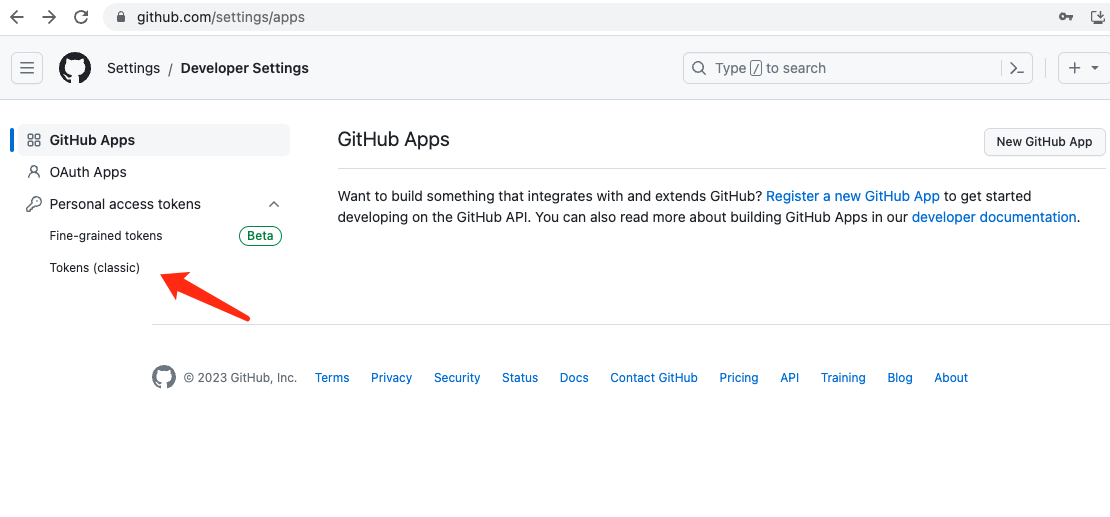 github.com/settings/apps
Settings / Developer Settings
Type / to search
GitHub Apps
OAuth Apps
Personal access tokens
Fine-grained tokens Beta
Tokens (classic)
GitHub Apps
New GitHub App
Want to build something that integrates with and extends GitHub? Register a new GitHub App to get started
developing on the GitHub API. You can also read more about building GitHub Apps in our developer documentation.
© 2023 GitHub, Inc. Terms Privacy Security Status Docs Contact GitHub Pricing API Training Blog About